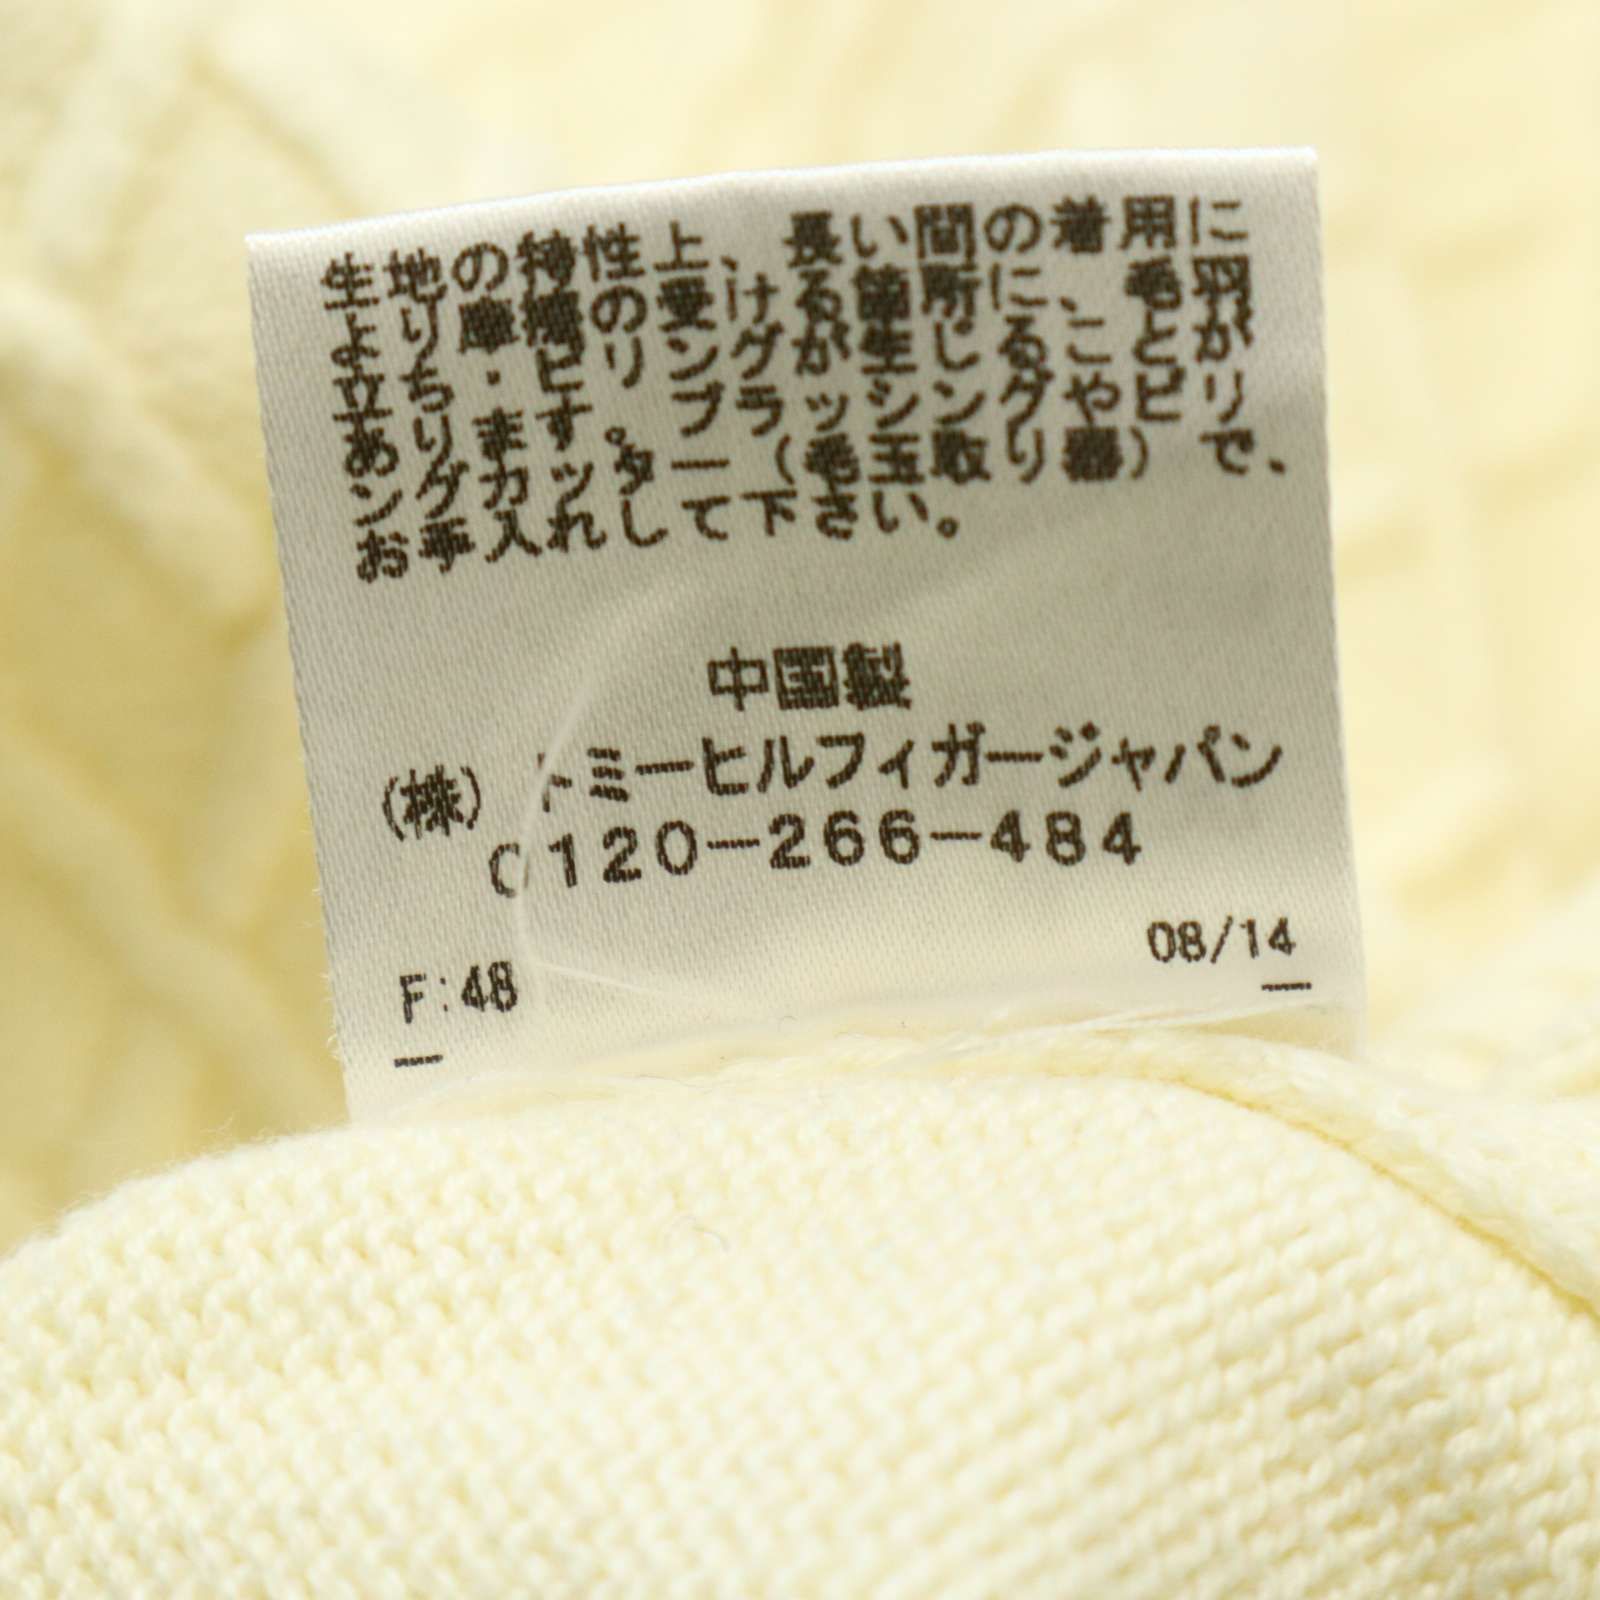 生地の特性上、長い間の着用に
より摩擦の受ける箇所に、毛羽
立ち・ピリングが生じることが
あります。ブラッシングやピリ
ングカッター(毛玉取り器)で、
お手入れして下さい。
中国製
(株) トミーヒルフィガージャパン
0120-266-484
08/14
F:48